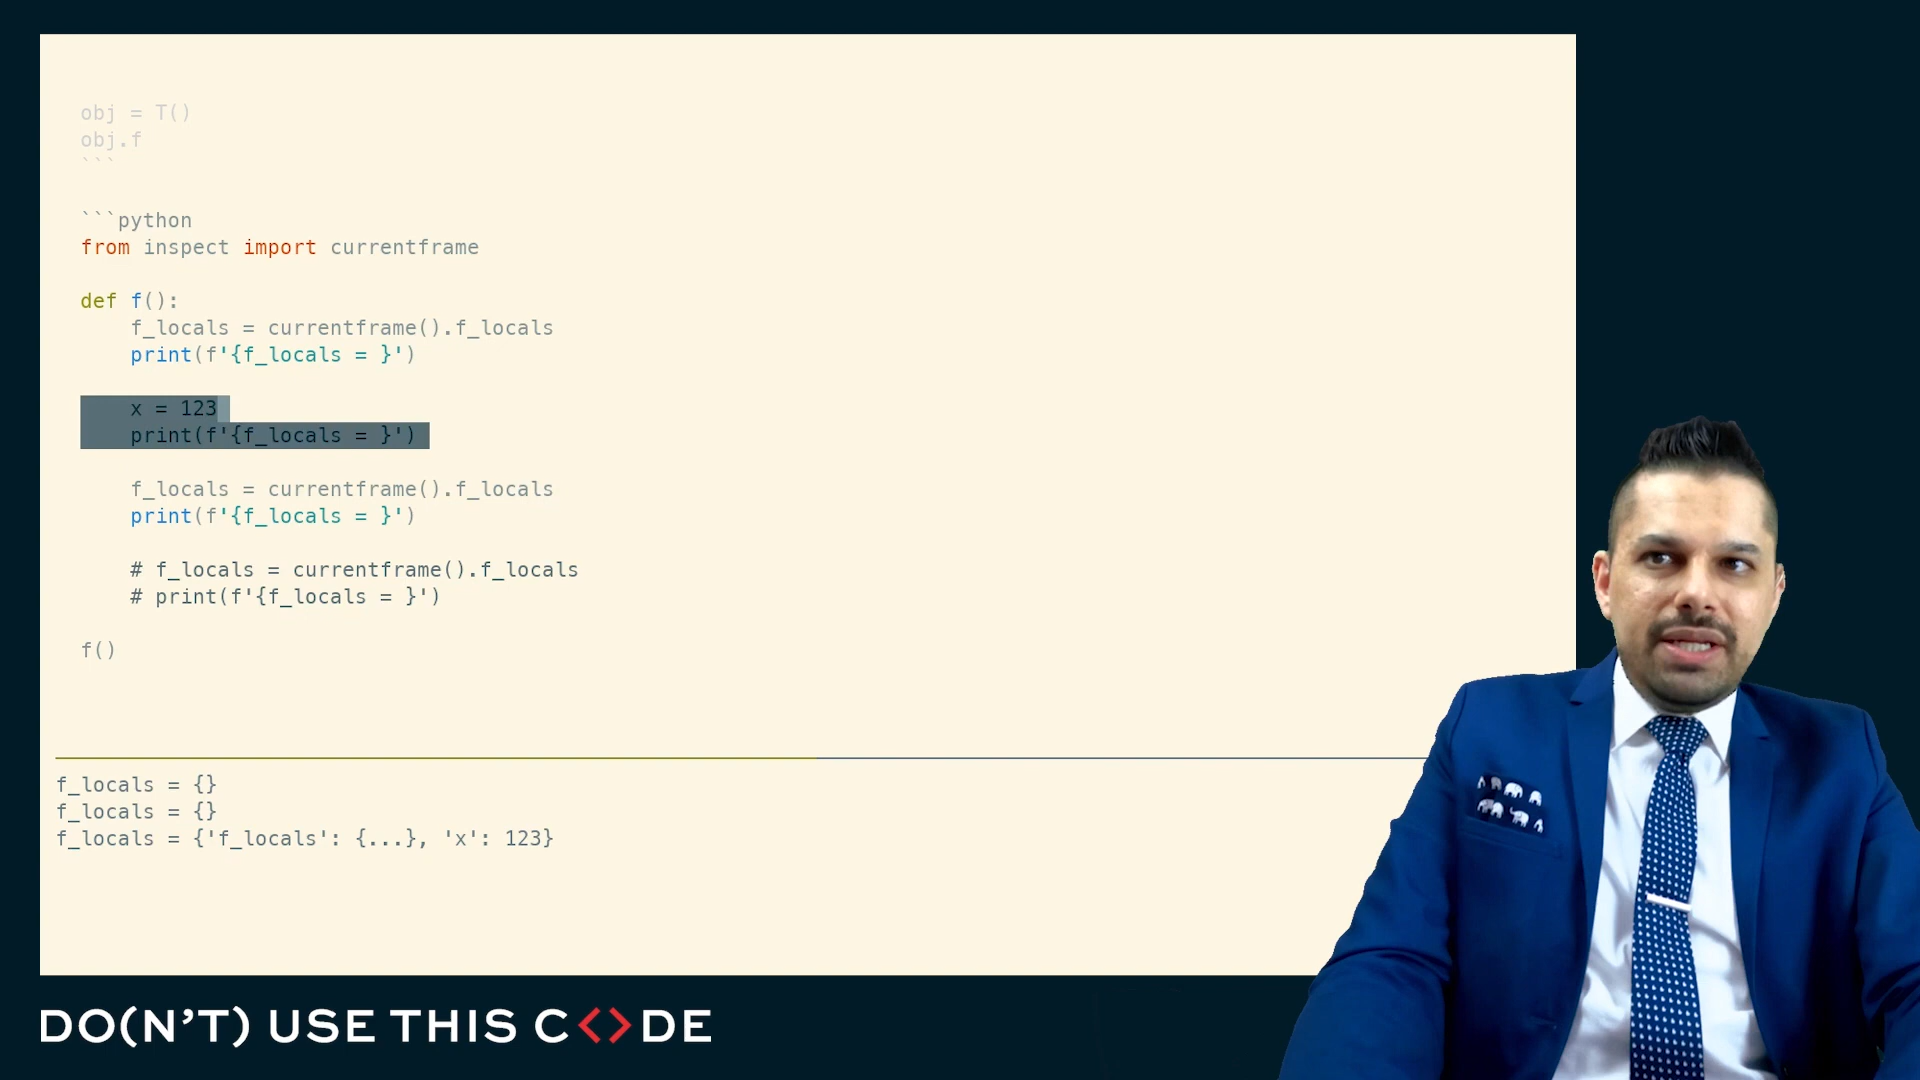 obj = T()
obj.f
```
```python
from inspect import currentframe
def f():
    f_locals = currentframe().f_locals
    print(f'{f_locals = }')
    x = 123
    print(f'{f_locals = }')
    f_locals = currentframe().f_locals
    print(f'{f_locals = }')
    # f_locals = currentframe().f_locals
    # print(f'{f_locals = }')
f()
f_locals = {}
f_locals = {}
f_locals = {'f_locals': {...}, 'x': 123}
DO(N’T) USE THIS C<>DE